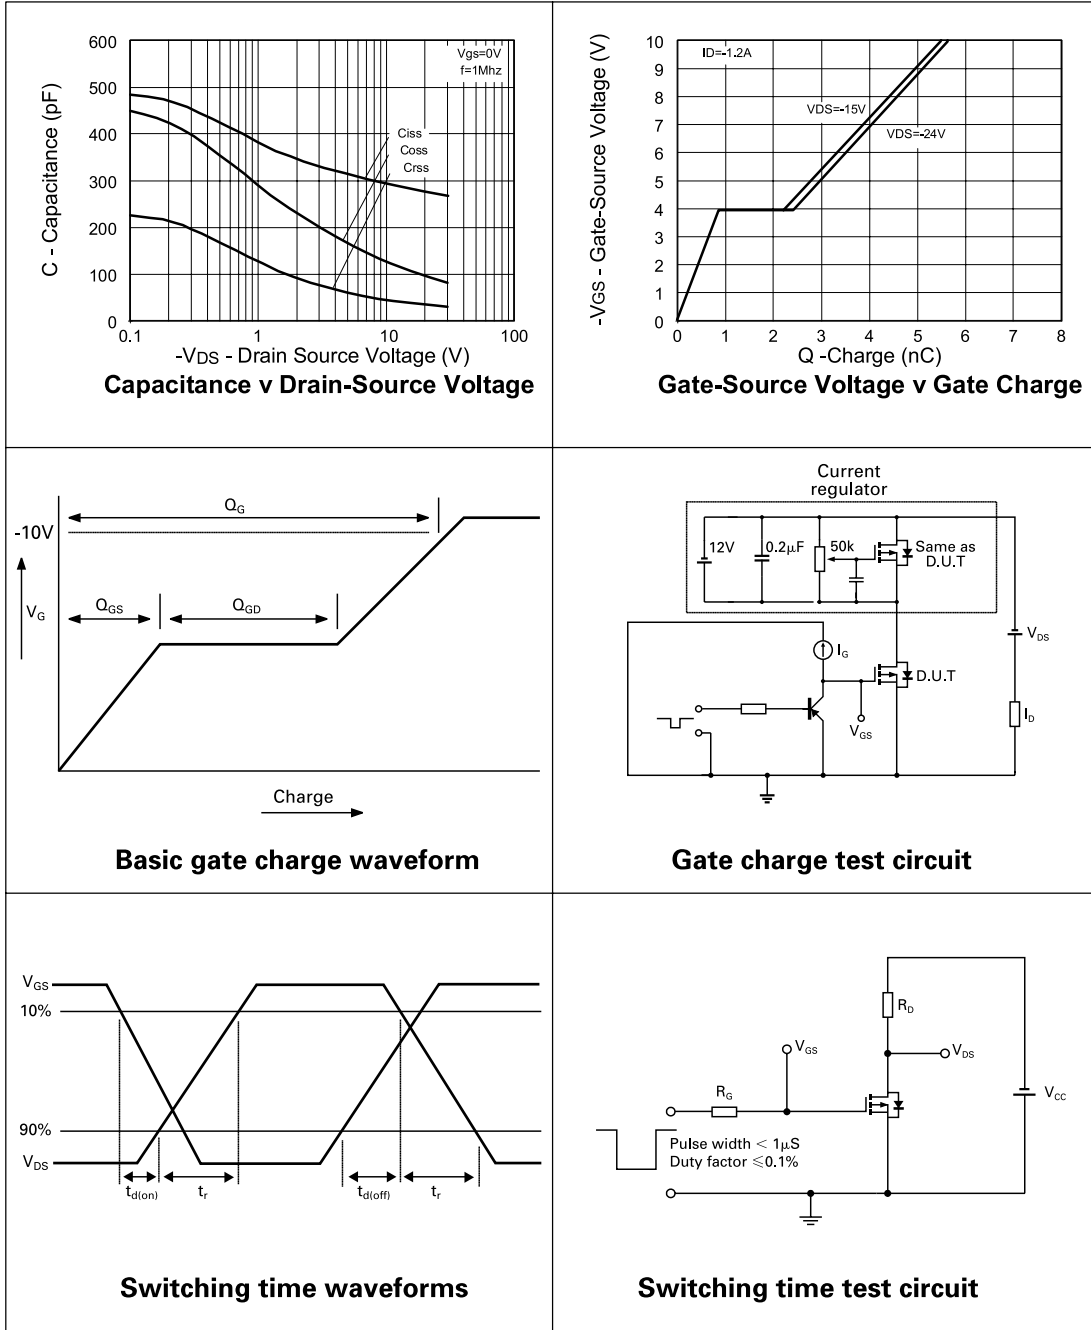 600
500
400
300
200
100
0
C - Capacitance (pF)
Vgs=0V
f=1Mhz
Ciss
Coss
Crss
0.1
1
10
100
-VDS - Drain Source Voltage (V)
Capacitance v Drain-Source Voltage
10
9
8
7
6
5
4
3
2
1
0
-VGS - Gate-Source Voltage (V)
ID=-1.2A
VDS=-15V
VDS=-24V
0 1 2 3 4 5 6 7 8
Q -Charge (nC)
Gate-Source Voltage v Gate Charge
QG
-10V
VG
QGS
QGD
Charge
Basic gate charge waveform
Current
regulator
12V
0.2μF
50k
Same as
D.U.T
IG
VDS
D.U.T
ID
VGS
Gate charge test circuit
VGS
10%
90%
VDS
td(on)
tr
td(off)
tr
Switching time waveforms
RD
VGS
VDS
RG
VCC
Pulse width < 1μS
Duty factor ≤0.1%
Switching time test circuit